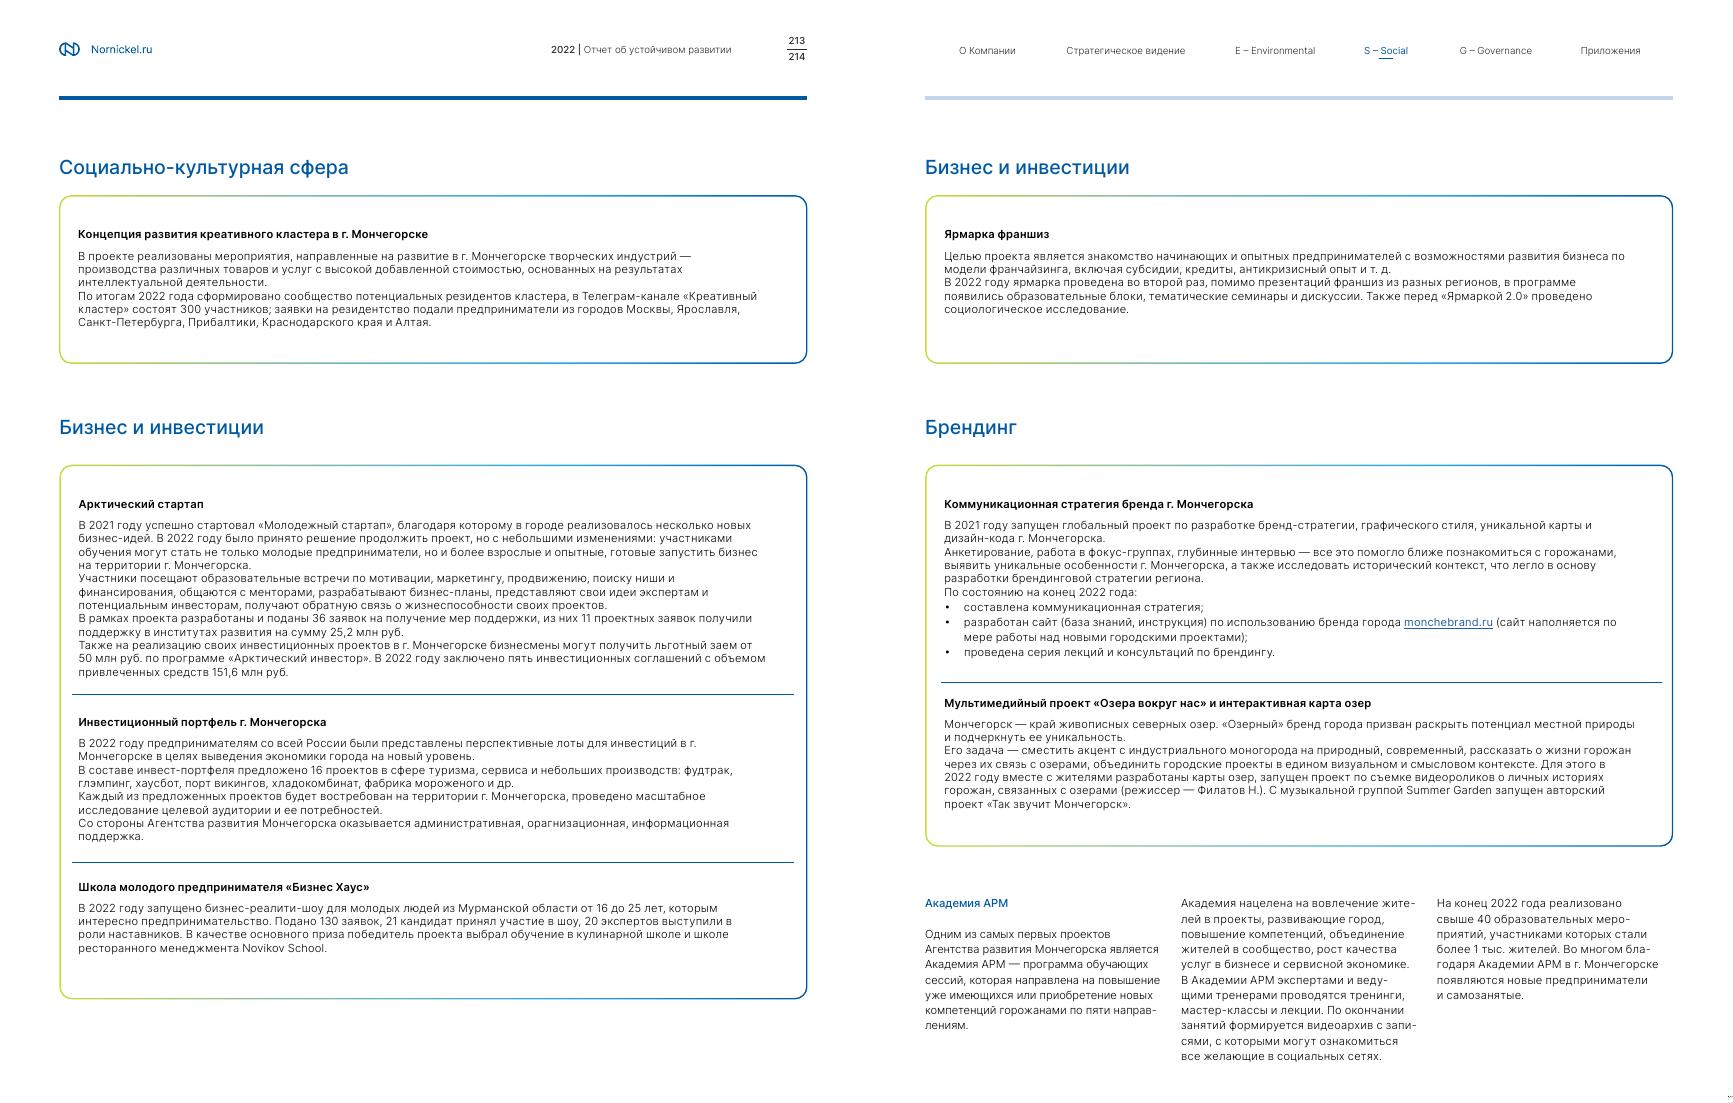 Nornickel.ru
2022 | Отчет об устойчивом развитии
213
214
О Компании
Стратегическое видение
E – Environmental
S – Social
G – Governance
Приложения
Социально-культурная сфера
Концепция развития креативного кластера в г. Мончегорске
В проекте реализованы мероприятия, направленные на развитие в г. Мончегорске творческих индустрий —
производства различных товаров и услуг с высокой добавленной стоимостью, основанных на результатах
интеллектуальной деятельности.
По итогам 2022 года сформировано сообщество потенциальных резидентов кластера, в Телеграм-канале «Креативный
кластер» состоят 300 участников; заявки на резидентство подали предприниматели из городов Москвы, Ярославля,
Санкт-Петербурга, Прибалтики, Краснодарского края и Алтая.
Бизнес и инвестиции
Арктический стартап
В 2021 году успешно стартовал «Молодежный стартап», благодаря которому в городе реализовалось несколько новых
бизнес-идей. В 2022 году было принято решение продолжить проект, но с небольшими изменениями: участниками
обучения могут стать не только молодые предприниматели, но и более взрослые и опытные, готовые запустить бизнес
на территории г. Мончегорска.
Участники посещают образовательные встречи по мотивации, маркетингу, продвижению, поиску ниши и
финансирования, общаются с менторами, разрабатывают бизнес-планы, представляют свои идеи экспертам и
потенциальным инвесторам, получают обратную связь о жизнеспособности своих проектов.
В рамках проекта разработаны и поданы 36 заявок на получение мер поддержки, из них 11 проектных заявок получили
поддержку в институтах развития на сумму 25,2 млн руб.
Также на реализацию своих инвестиционных проектов в г. Мончегорске бизнесмены могут получить льготный заем от
50 млн руб. по программе «Арктический инвестор». В 2022 году заключено пять инвестиционных соглашений с объемом
привлеченных средств 151,6 млн руб.
Инвестиционный портфель г. Мончегорска
В 2022 году предпринимателям со всей России были представлены перспективные лоты для инвестиций в г.
Мончегорске в целях выведения экономики города на новый уровень.
В составе инвест-портфеля предложено 16 проектов в сфере туризма, сервиса и небольших производств: фудтрак,
глэмпинг, хаусбот, порт викингов, хладокомбинат, фабрика мороженого и др.
Каждый из предложенных проектов будет востребован на территории г. Мончегорска, проведено масштабное
исследование целевой аудитории и ее потребностей.
Со стороны Агентства развития Мончегорска оказывается административная, орагнизационная, информационная
поддержка.
Школа молодого предпринимателя «Бизнес Хаус»
В 2022 году запущено бизнес-реалити-шоу для молодых людей из Мурманской области от 16 до 25 лет, которым
интересно предпринимательство. Подано 130 заявок, 21 кандидат принял участие в шоу, 20 экспертов выступили в
роли наставников. В качестве основного приза победитель проекта выбрал обучение в кулинарной школе и школе
ресторанного менеджмента Novikov School.
Бизнес и инвестиции
Ярмарка франшиз
Целью проекта является знакомство начинающих и опытных предпринимателей с возможностями развития бизнеса по
модели франчайзинга, включая субсидии, кредиты, антикризисный опыт и т. д.
В 2022 году ярмарка проведена во второй раз, помимо презентаций франшиз из разных регионов, в программе
появились образовательные блоки, тематические семинары и дискуссии. Также перед «Ярмаркой 2.0» проведено
социологическое исследование.
Брендинг
Коммуникационная стратегия бренда г. Мончегорска
В 2021 году запущен глобальный проект по разработке бренд-стратегии, графического стиля, уникальной карты и
дизайн-кода г. Мончегорска.
Анкетирование, работа в фокус-группах, глубинные интервью — все это помогло ближе познакомиться с горожанами,
выявить уникальные особенности г. Мончегорска, а также исследовать исторический контекст, что легло в основу
разработки брендинговой стратегии региона.
По состоянию на конец 2022 года:
• составлена коммуникационная стратегия;
• разработан сайт (база знаний, инструкция) по использованию бренда города monchebrand.ru (сайт наполняется по
мере работы над новыми городскими проектами);
• проведена серия лекций и консультаций по брендингу.
Мультимедийный проект «Озера вокруг нас» и интерактивная карта озер
Мончегорск — край живописных северных озер. «Озерный» бренд города призван раскрыть потенциал местной природы
и подчеркнуть ее уникальность.
Его задача — сместить акцент с индустриального моногорода на природный, современный, рассказать о жизни горожан
через их связь с озерами, объединить городские проекты в едином визуальном и смысловом контексте. Для этого в
2022 году вместе с жителями разработаны карты озер, запущен проект по съемке видеороликов о личных историях
горожан, связанных с озерами (режиссер — Филатов Н.). С музыкальной группой Summer Garden запущен авторский
проект «Так звучит Мончегорск».
Академия АРМ
Одним из самых первых проектов
Агентства развития Мончегорска является
Академия АРМ — программа обучающих
сессий, которая направлена на повышение
уже имеющихся или приобретение новых
компетенций горожанами по пяти направ-
лениям.
Академия нацелена на вовлечение жите-
лей в проекты, развивающие город,
повышение компетенций, объединение
жителей в сообщество, рост качества
услуг в бизнесе и сервисной экономике.
В Академии АРМ экспертами и веду-
щими тренерами проводятся тренинги,
мастер-классы и лекции. По окончании
занятий формируется видеоархив с запи-
сями, с которыми могут ознакомиться
все желающие в социальных сетях.
На конец 2022 года реализовано
свыше 40 образовательных меро-
приятий, участниками которых стали
более 1 тыс. жителей. Во многом бла-
годаря Академии АРМ в г. Мончегорске
появляются новые предприниматели
и самозанятые.